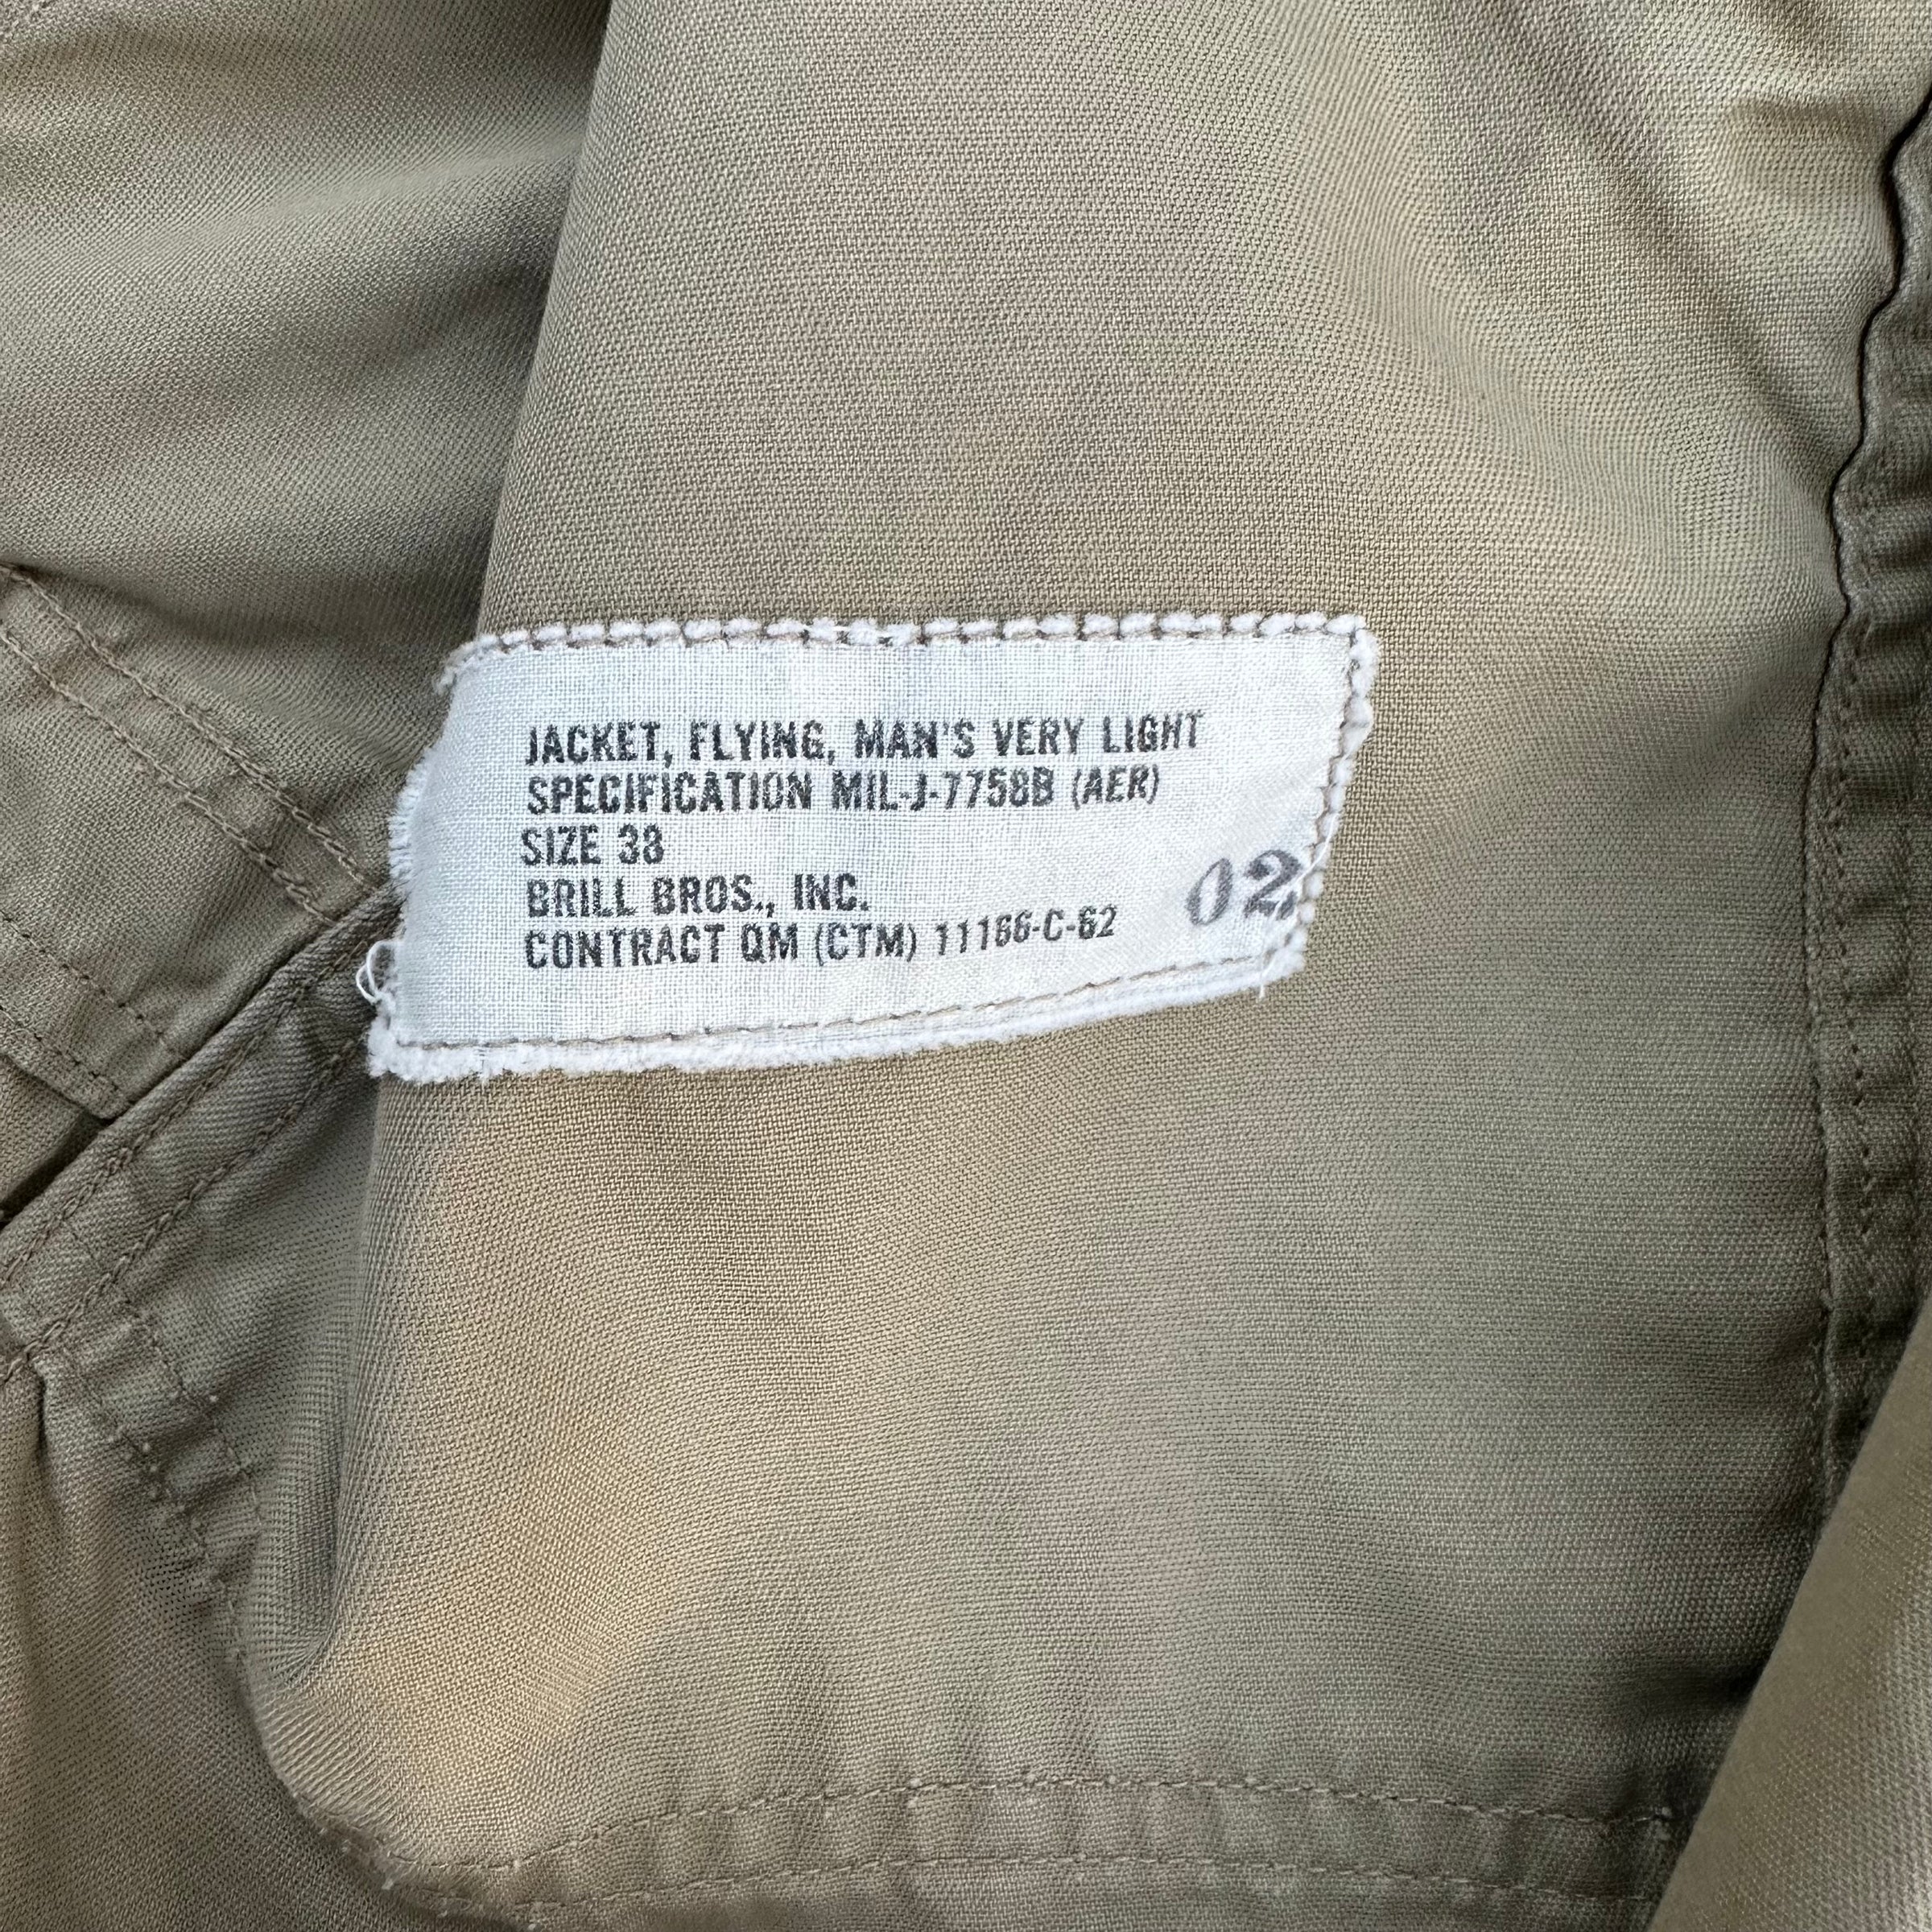 JACKET, FLYING, MAN'S VERY LIGHT
SPECIFICATION MIL-J-7758B (AER)
SIZE 38
BRILL BROS., INC.
CONTRACT QM (CTM) 11166-C-62
02